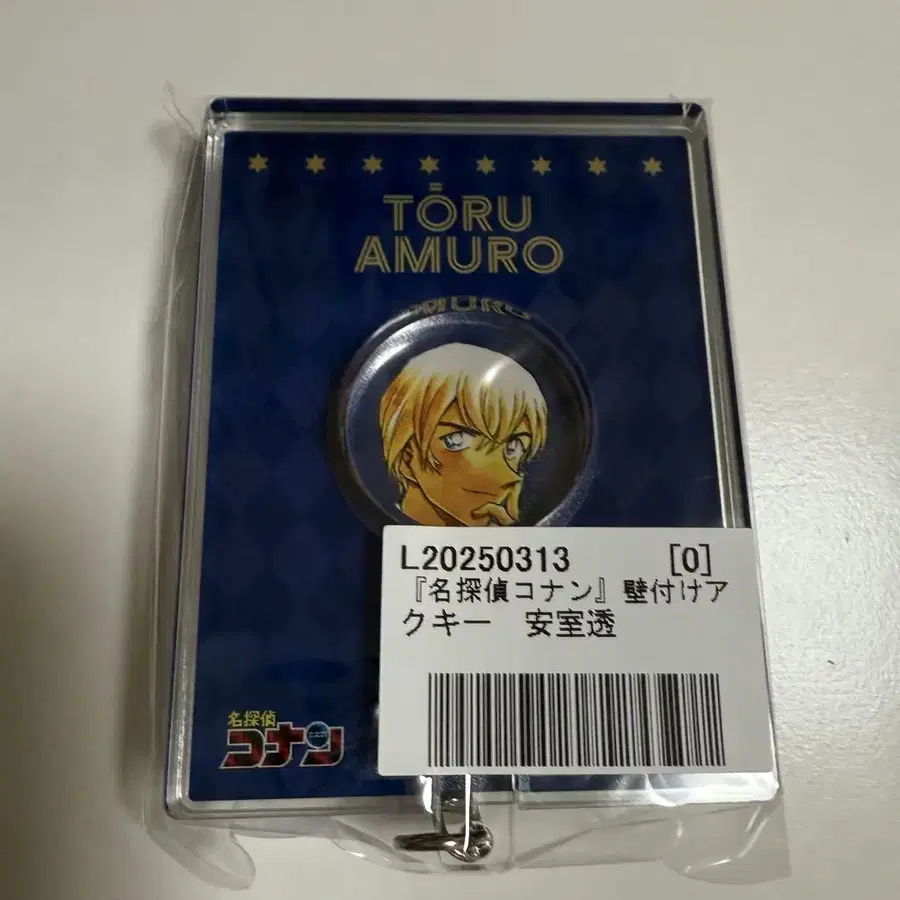 TŌRU
AMURO
L20250313 [0]
『名探偵コナン』壁付けア
クキー 安室透
名探偵
コナン